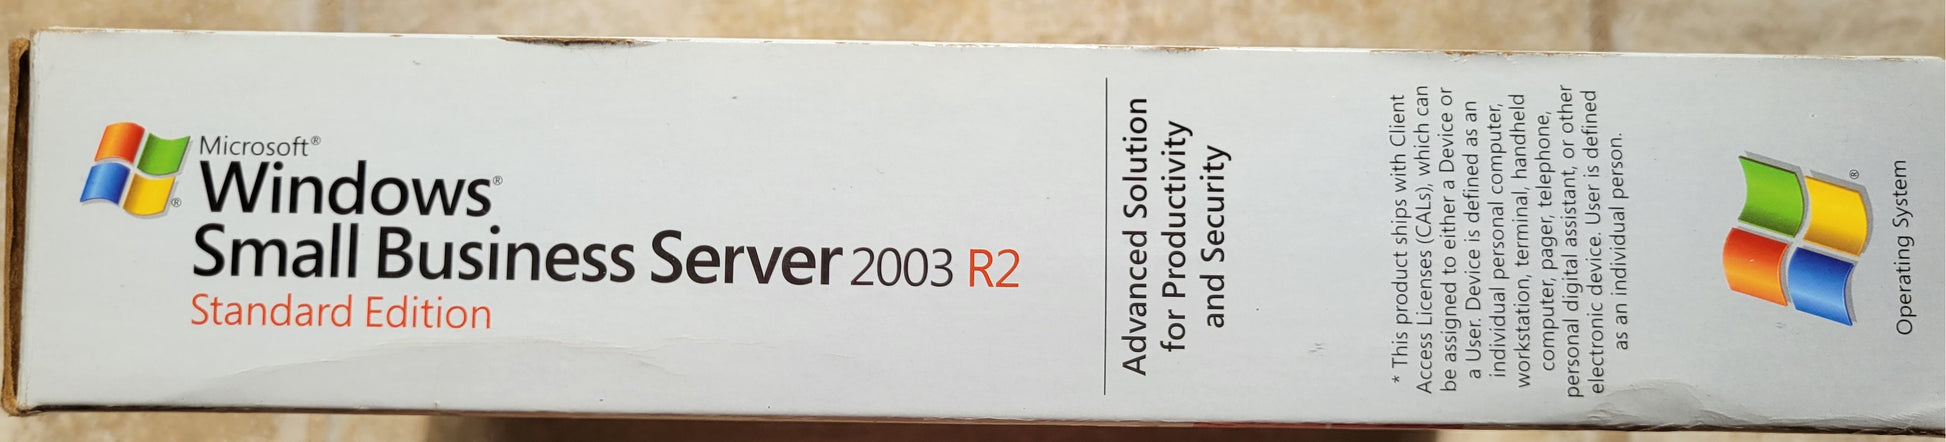 Microsoft®
Windows®
Small Business Server 2003 R2
Standard Edition
Advanced Solution
for Productivity
and Security
* This product ships with Client
Access Licenses (CALs), which can
be assigned to either a Device or
a User. Device is defined as an
individual personal computer,
workstation, terminal, handheld
computer, pager, telephone,
personal digital assistant, or other
electronic device. User is defined
as an individual person.
®
®
Operating System